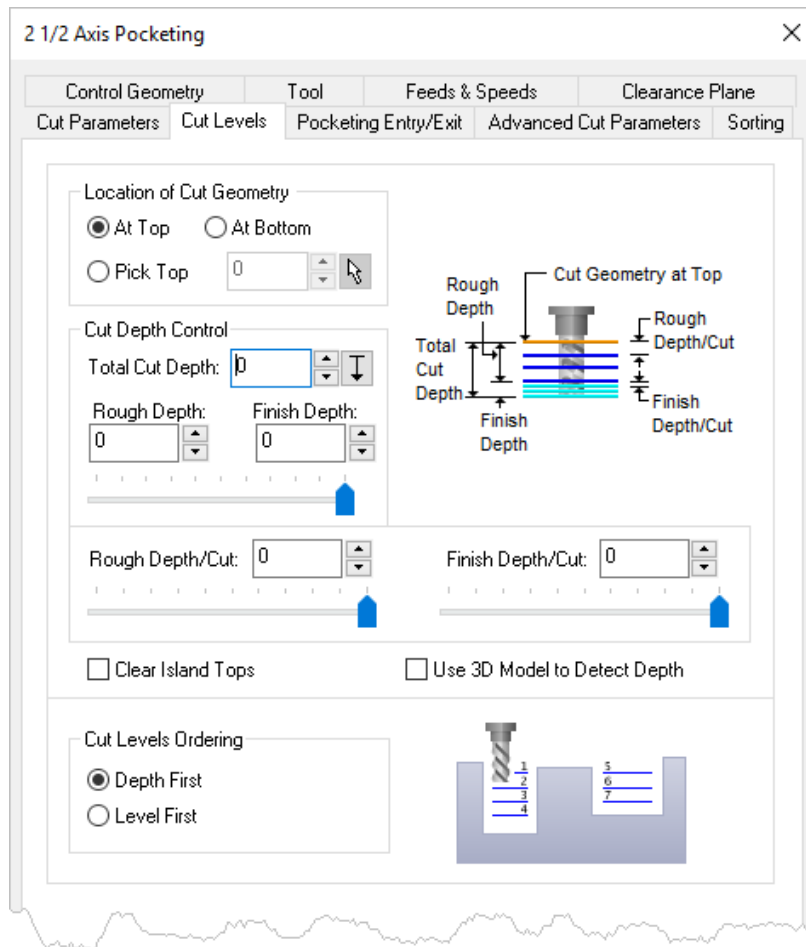 2 1/2 Axis Pocketing
Control Geometry Tool Feeds & Speeds Clearance Plane
Cut Parameters Cut Levels Pocketing Entry/Exit Advanced Cut Parameters Sorting
Location of Cut Geometry
At Top At Bottom
Pick Top 0
Cut Depth Control
Total Cut Depth: 0
Rough Depth: Finish Depth:
0 0
Cut Geometry at Top
Rough
Depth
Rough
Depth/Cut
Total
Cut
Depth
Finish
Depth
Finish
Depth/Cut
Rough Depth/Cut: 0 Finish Depth/Cut: 0
Clear Island Tops Use 3D Model to Detect Depth
Cut Levels Ordering
Depth First
Level First
1 5
2 6
3 7
4